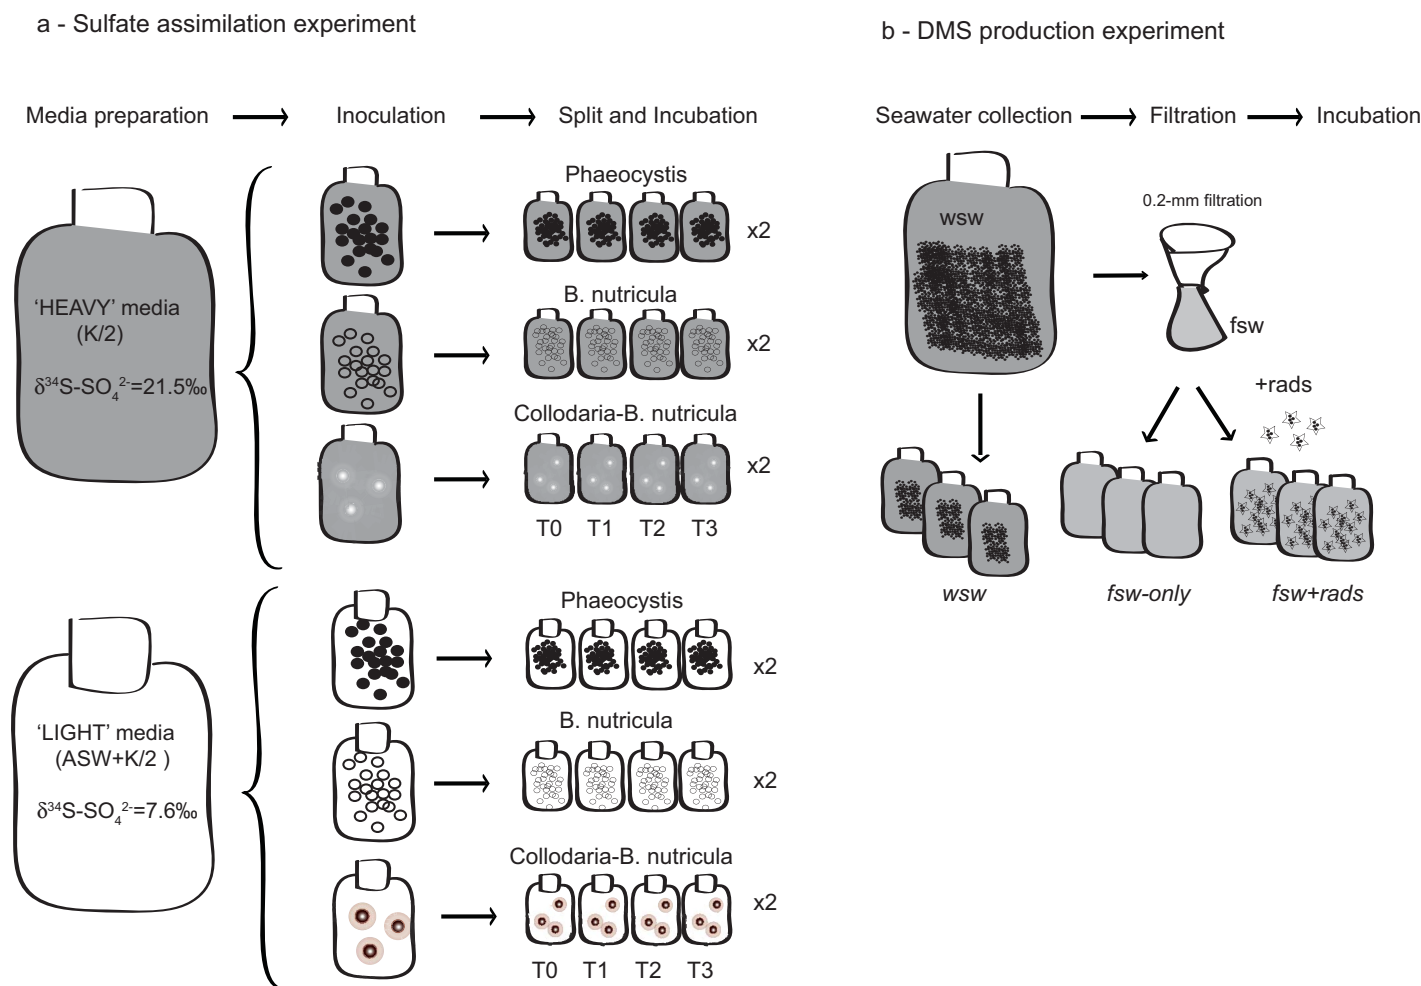 a - Sulfate assimilation experiment
Media preparation
Inoculation
Split and Incubation
'HEAVY' media
(K/2)
δ³⁴S-SO₄²⁻=21.5‰
Phaeocystis
x2
B. nutricula
x2
Collodaria-B. nutricula
x2
T0 T1 T2 T3
'LIGHT' media
(ASW+K/2 )
δ³⁴S-SO₄²⁻=7.6‰
Phaeocystis
x2
B. nutricula
x2
Collodaria-B. nutricula
x2
T0 T1 T2 T3
b - DMS production experiment
Seawater collection
Filtration
Incubation
wsw
0.2-mm filtration
fsw
+rads
wsw
fsw-only
fsw+rads